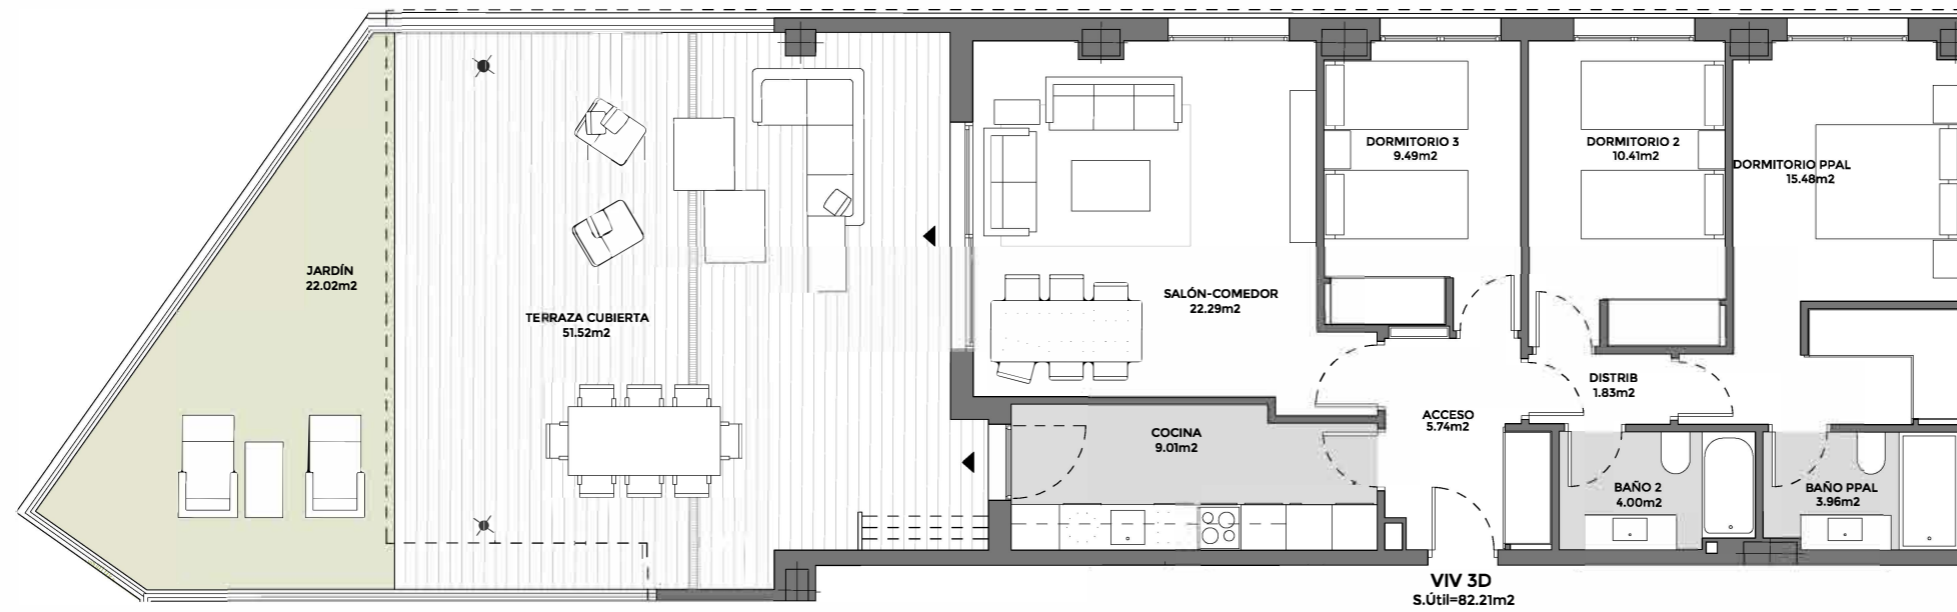 JARDÍN
22.02m2
TERRAZA CUBIERTA
51.52m2
SALÓN-COMEDOR
22.29m2
DORMITORIO 3
9.49m2
DORMITORIO 2
10.41m2
DORMITORIO PPAL
15.48m2
DISTRIB
1.83m2
ACCESO
5.74m2
COCINA
9.01m2
BAÑO 2
4.00m2
BAÑO PPAL
3.96m2
VIV 3D
S.Útil=82.21m2